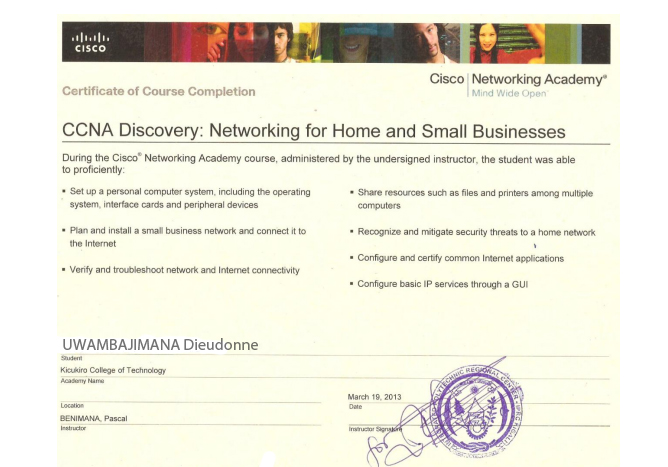 CISCO
Cisco Networking Academy®
Mind Wide Open™
Certificate of Course Completion
CCNA Discovery: Networking for Home and Small Businesses
During the Cisco® Networking Academy course, administered by the undersigned instructor, the student was able
to proficiently:
▪ Set up a personal computer system, including the operating
system, interface cards and peripheral devices
▪ Plan and install a small business network and connect it to
the Internet
▪ Verify and troubleshoot network and Internet connectivity
▪ Share resources such as files and printers among multiple
computers
▪ Recognize and mitigate security threats to a home network
▪ Configure and certify common Internet applications
▪ Configure basic IP services through a GUI
UWAMBAJIMANA Dieudonne
Student
Kicukiro College of Technology
Academy Name
Location
March 19, 2013
Date
BENIMANA, Pascal
Instructor
Instructor Signature
POLYTECHNIC REGIONAL CENTER